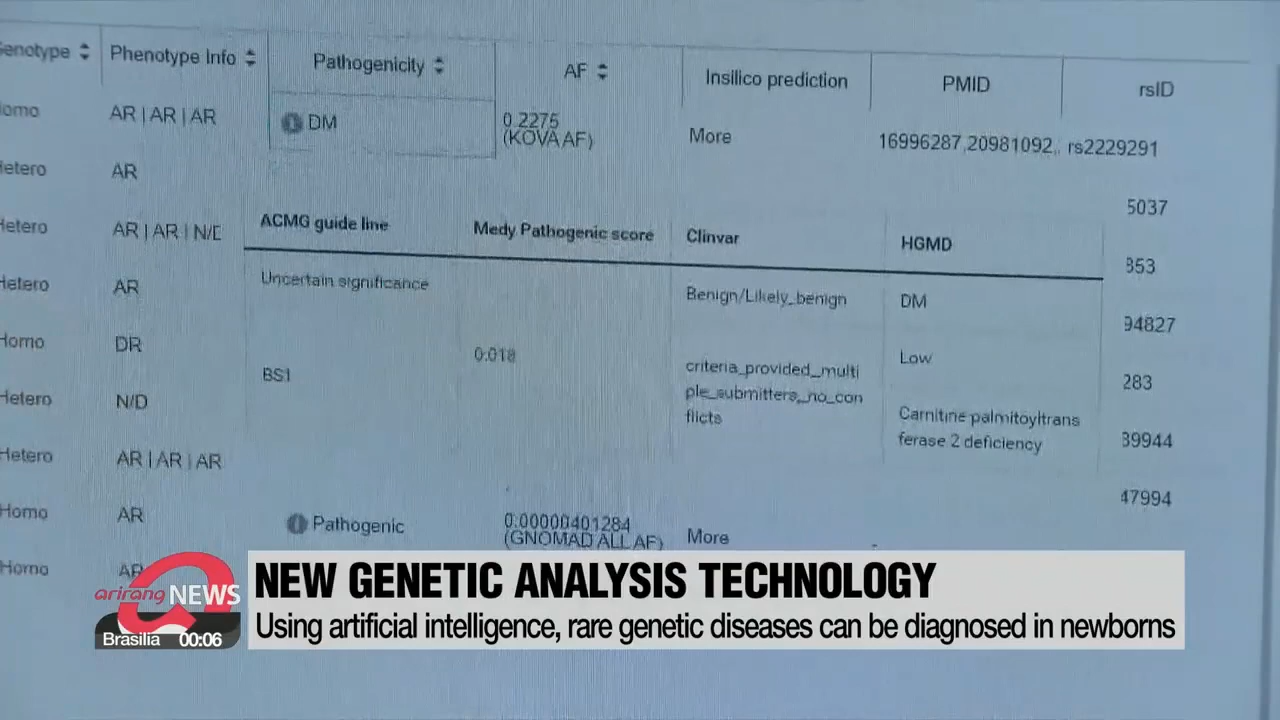 Genotype Phenotype Info Pathogenicity AF Insilico prediction PMID rsID
Homo AR | AR | AR DM 0.2275 More 16996287,20981092, rs2229291
(KOVA AF)
Hetero AR
5037
Hetero AR | AR | N/D ACMG guide line Medy Pathogenic score Clinvar HGMD
353
Hetero AR Uncertain significance Benign/Likely_benign DM
94827
Homo DR 0.018 Low
BS1 criteria_provided_multi 283
ple_submitters,_no_con
flicts
Hetero N/D Carnitine palmitoyltrans
ferase 2 deficiency 39944
Hetero AR | AR | AR
47994
Homo AR Pathogenic 0.00000401284 More
(GNOMAD ALL AF)
Homo AR
NEW GENETIC ANALYSIS TECHNOLOGY
arirang NEWS
Using artificial intelligence, rare genetic diseases can be diagnosed in newborns
Brasilia 00:06